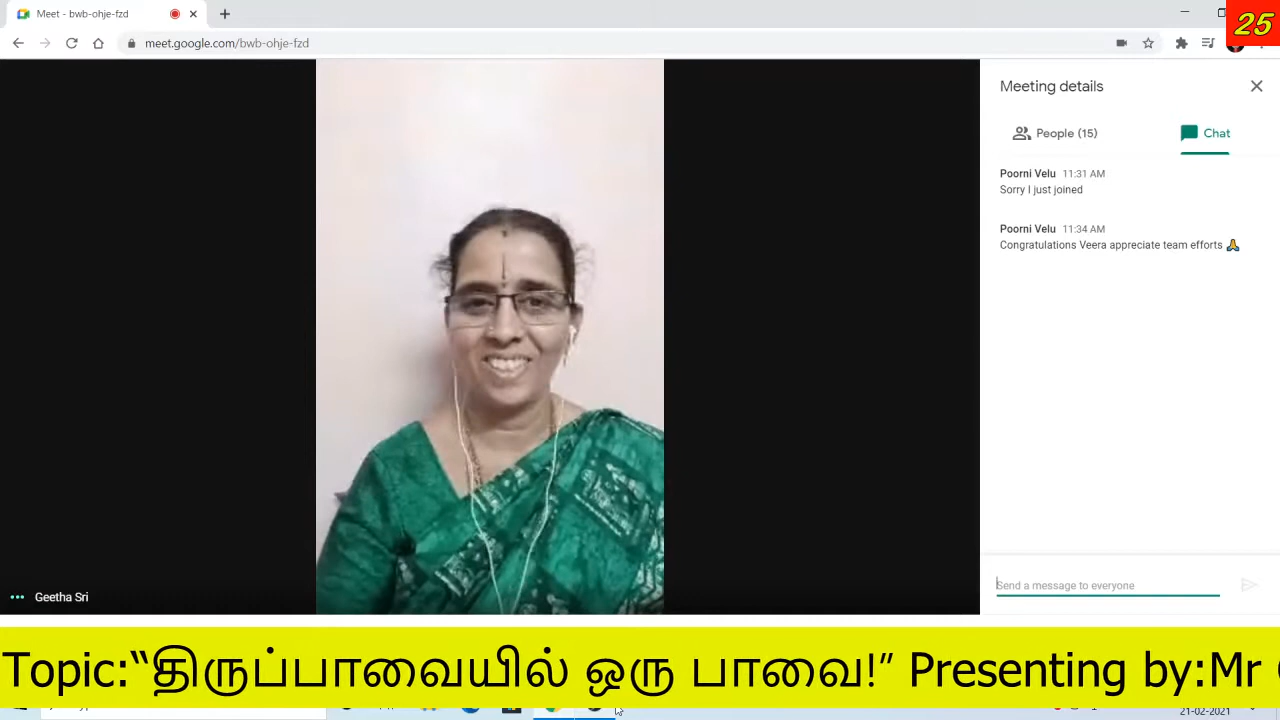 Meet - bwb-ohje-fzd
25
meet.google.com/bwb-ohje-fzd
Meeting details
People (15)
Chat
Poorni Velu 11:31 AM
Sorry I just joined
Poorni Velu 11:34 AM
Congratulations Veera appreciate team efforts 🙏
Send a message to everyone
Geetha Sri
Topic:“திருப்பாவையில் ஒரு பாவை!” Presenting by:Mr
21-02-2021